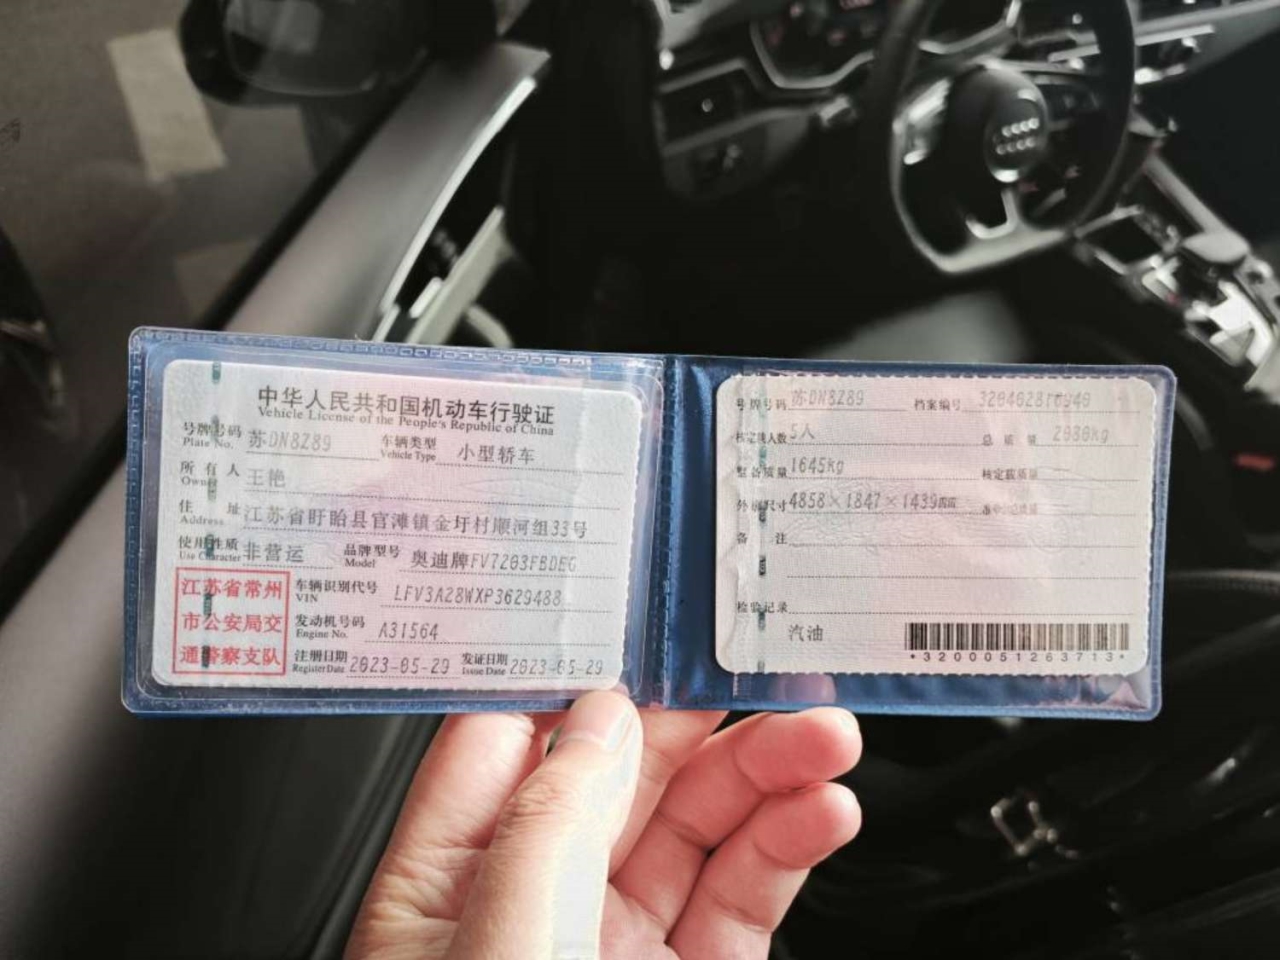 中华人民共和国机动车行驶证
Vehicle License of the People's Republic of China
号牌号码 苏DN8Z89 车辆类型 小型轿车
Plate No. Vehicle Type
所有人 王艳
Owner
住址 江苏省盱眙县官滩镇金圩村顺河组33号
Address
使用性质 非营运 品牌型号 奥迪牌FV7203FBDEG
Use Character Model
江苏省常州
市公安局交
通警察支队
车辆识别代号 LFV3A28WXP3629488
VIN
发动机号码 A31564
Engine No.
注册日期 2023-05-29 发证日期 2023-05-29
Register Date Issue Date
号牌号码 苏DN8Z89 档案编号
核定载人数 5人 总质量 2030kg
整备质量 1645kg 核定载质量
外廓尺寸 4858×1847×1439mm 准牵引总质量
备注
检验记录
汽油
*3200051263713*